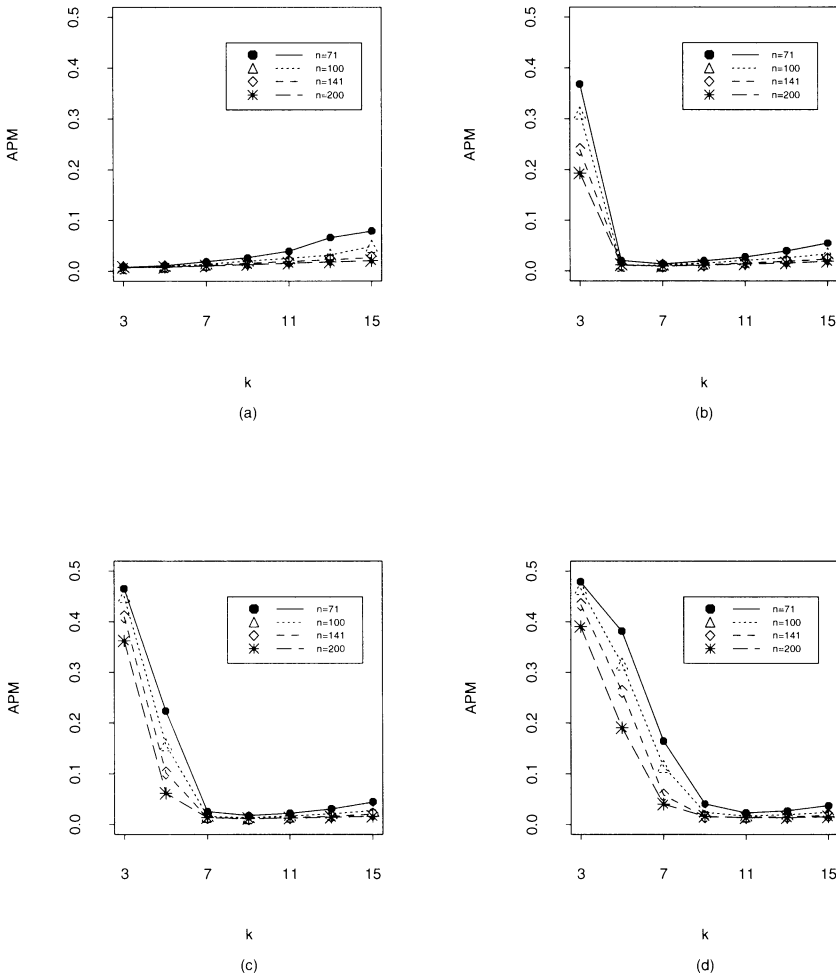 0.5
0.4
0.3
0.2
0.1
0.0
APM
n=71
n=100
n=141
n=200
3 7 11 15
k
(a)
0.5
0.4
0.3
0.2
0.1
0.0
APM
n=71
n=100
n=141
n=200
3 7 11 15
k
(b)
0.5
0.4
0.3
0.2
0.1
0.0
APM
n=71
n=100
n=141
n=200
3 7 11 15
k
(c)
0.5
0.4
0.3
0.2
0.1
0.0
APM
n=71
n=100
n=141
n=200
3 7 11 15
k
(d)